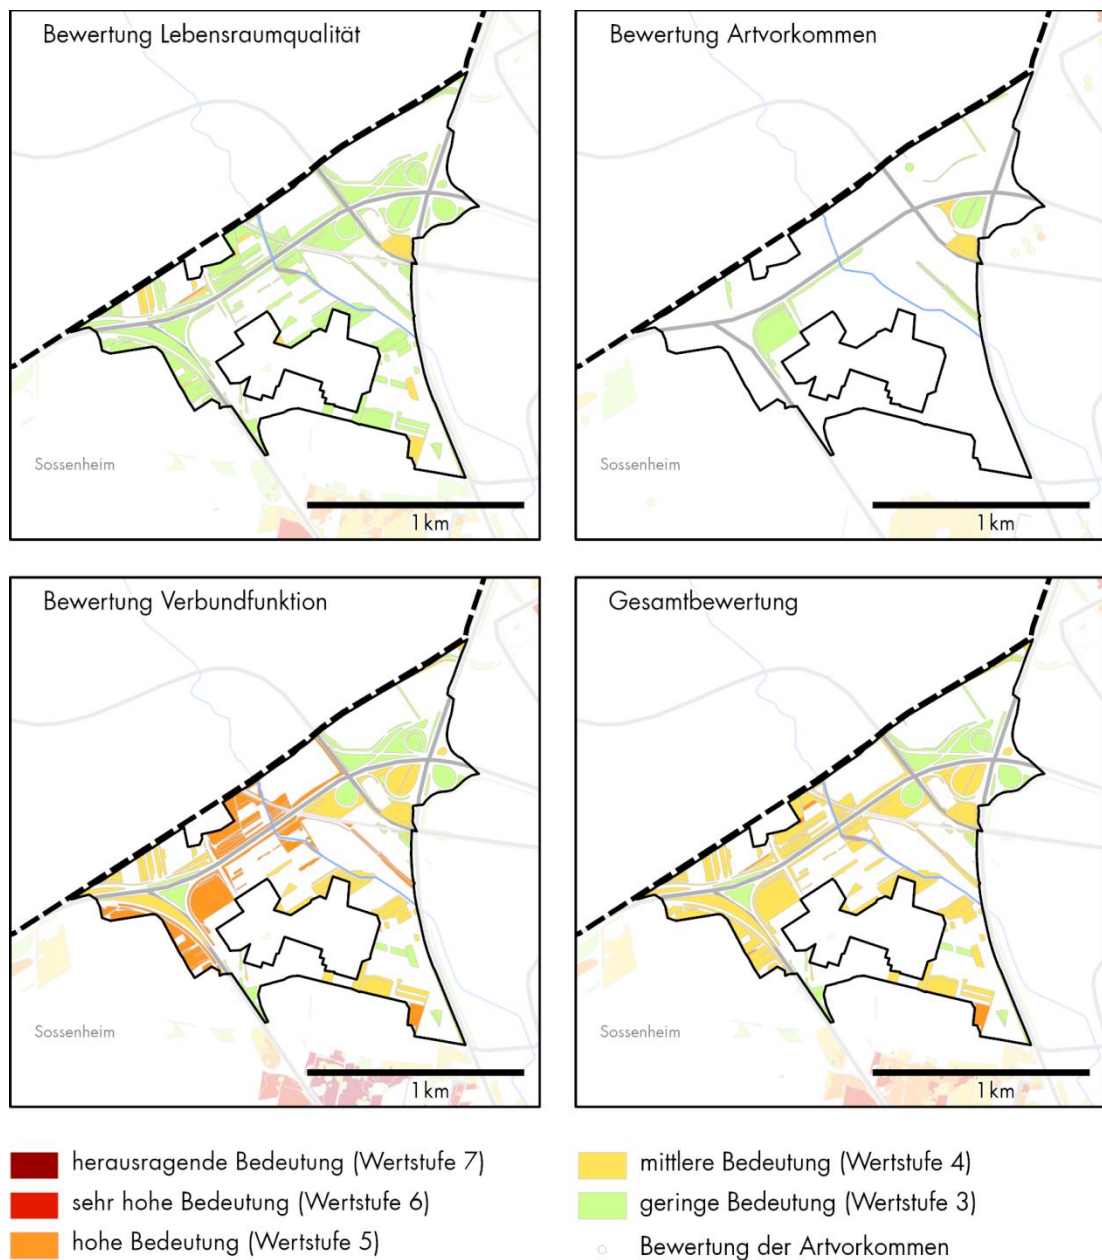 Bewertung Lebensraumqualität
Sossenheim
1 km
Bewertung Artvorkommen
Sossenheim
1 km
Bewertung Verbundfunktion
Sossenheim
1 km
Gesamtbewertung
Sossenheim
1 km
herausragende Bedeutung (Wertstufe 7)
sehr hohe Bedeutung (Wertstufe 6)
hohe Bedeutung (Wertstufe 5)
mittlere Bedeutung (Wertstufe 4)
geringe Bedeutung (Wertstufe 3)
Bewertung der Artvorkommen